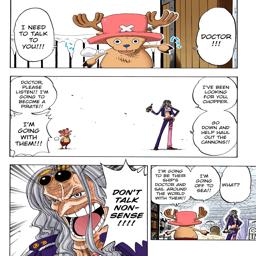 DOCTOR
!!!
I NEED
TO TALK
TO YOU!!!
I'VE BEEN
LOOKING FOR
YOU,
CHOPPER.
GO DOWN
AND HELP
HAUL OUT THE
CANNONS!!
DOCTOR,
PLEASE
LISTEN!! I'M
GOING TO
BECOME A
PIRATE!!
I'M
GOING
WITH
THEM!!!
WHAT?
I'M GOING
OFF TO
SEA!!
I'M GOING
TO BE THEIR
SHIP'S
DOCTOR AND
SAIL AROUND
THE WORLD
WITH THEM!!
DON'T
TALK
NON-
SENSE
!!!!